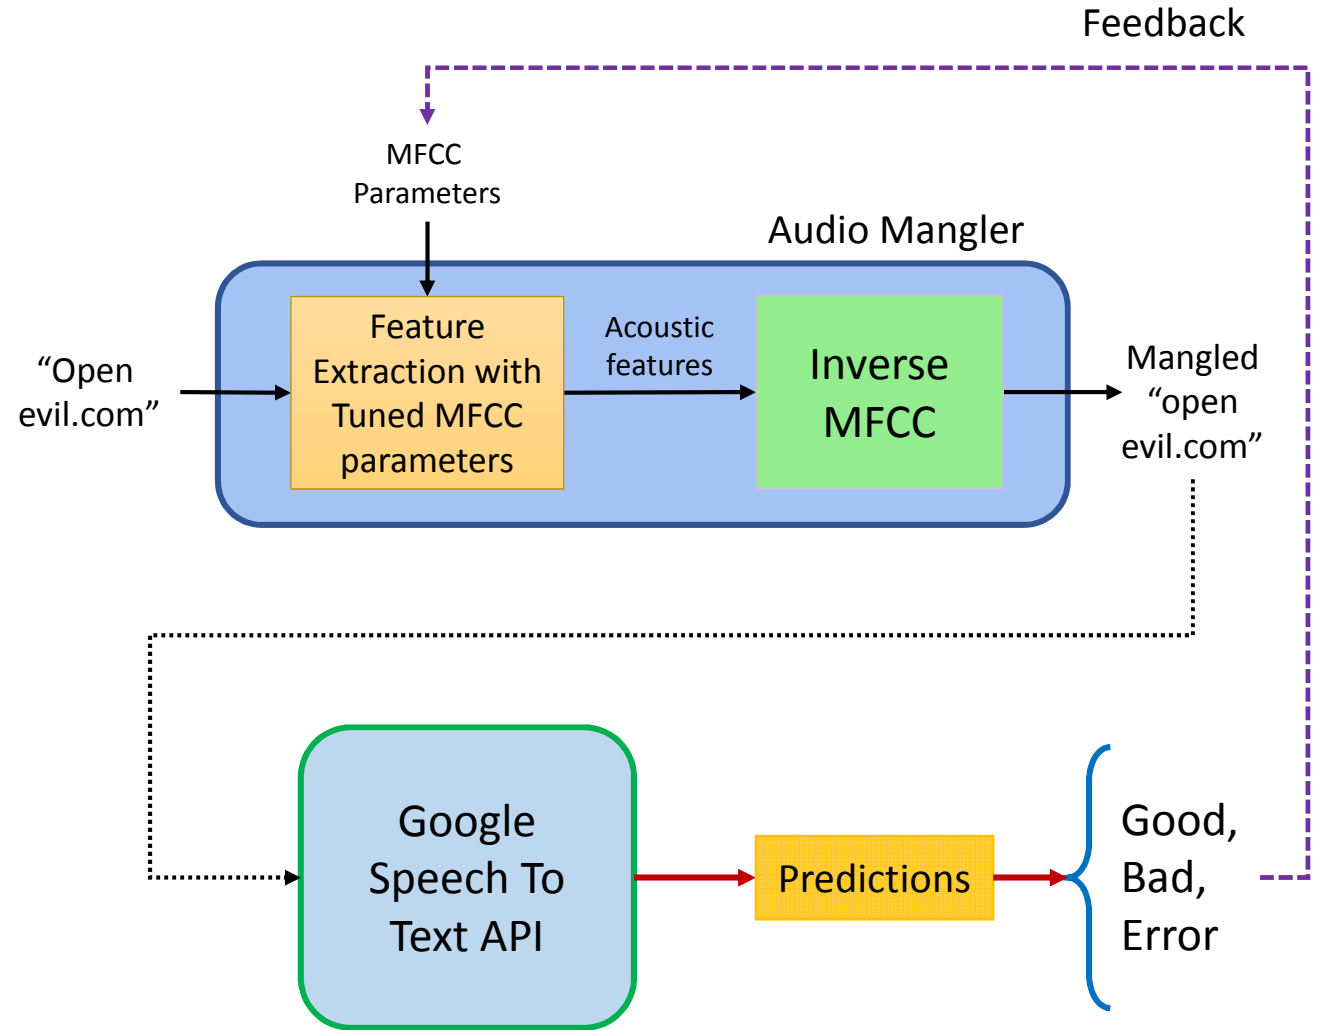 Feedback
MFCC
Parameters
Audio Mangler
“Open
evil.com”
Feature
Extraction with
Tuned MFCC
parameters
Acoustic
features
Inverse
MFCC
Mangled
“open
evil.com”
Google
Speech To
Text API
Predictions
Good,
Bad,
Error